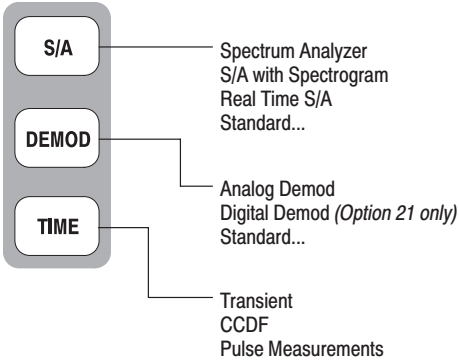 S/A
Spectrum Analyzer
S/A with Spectrogram
Real Time S/A
Standard...
DEMOD
Analog Demod
Digital Demod (Option 21 only)
Standard...
TIME
Transient
CCDF
Pulse Measurements